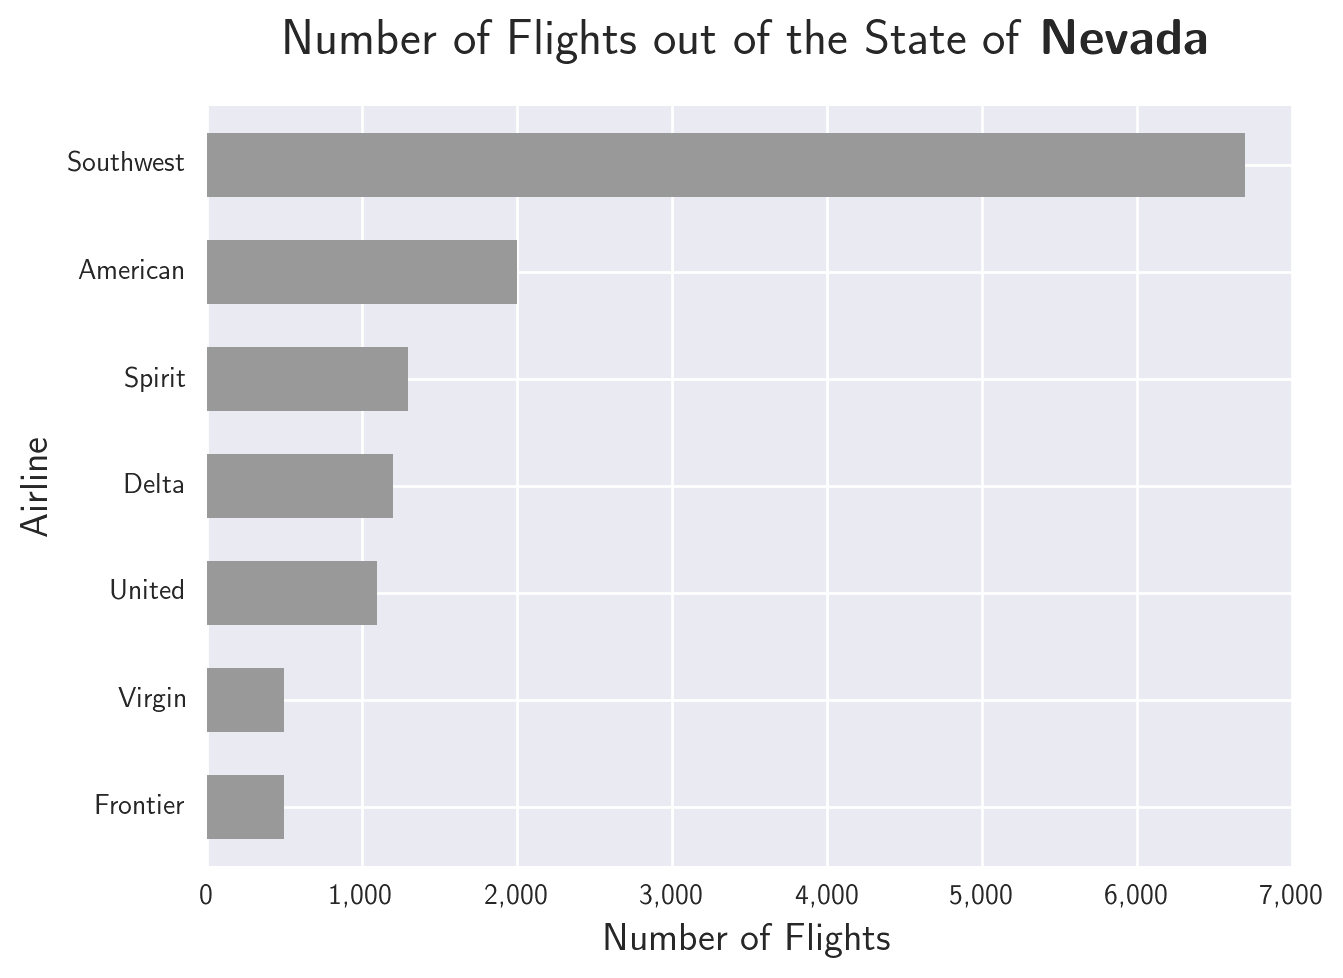 Number of Flights out of the State of Nevada
Southwest
American
Spirit
Delta
United
Virgin
Frontier
Airline
0 1,000 2,000 3,000 4,000 5,000 6,000 7,000
Number of Flights